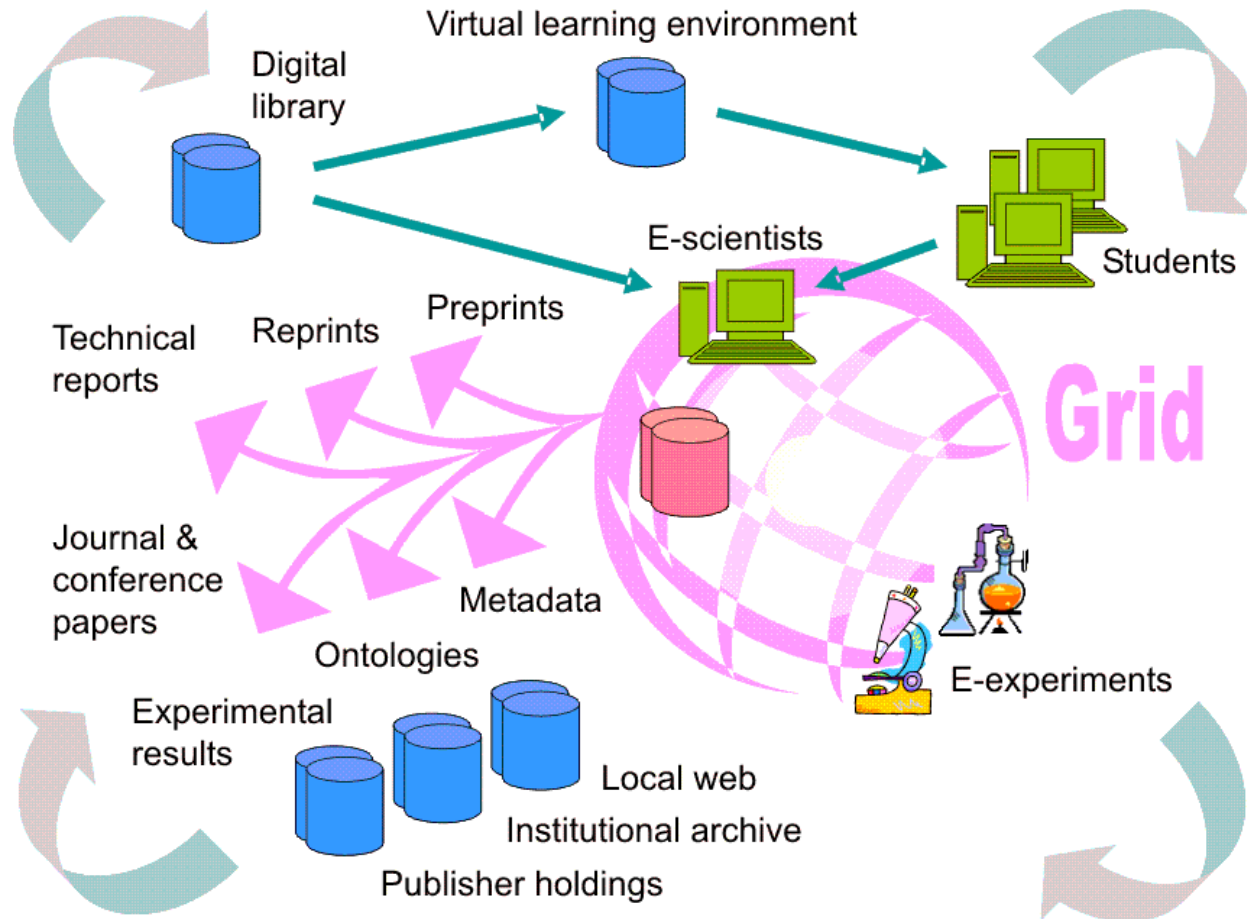 Virtual learning environment
Digital
library
E-scientists
Students
Preprints
Reprints
Technical
reports
Grid
Journal &
conference
papers
Metadata
Ontologies
E-experiments
Experimental
results
Local web
Institutional archive
Publisher holdings